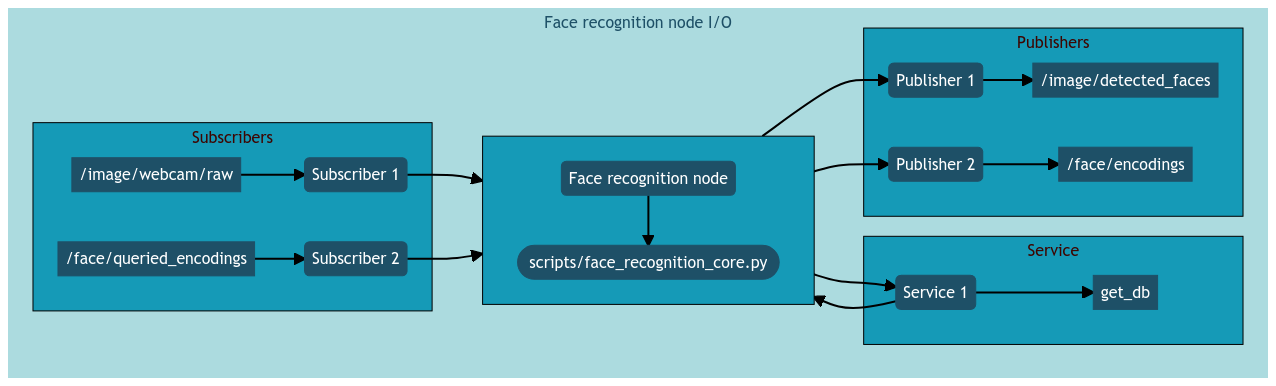 Face recognition node I/O
Subscribers
/image/webcam/raw
Subscriber 1
/face/queried_encodings
Subscriber 2
Face recognition node
scripts/face_recognition_core.py
Publishers
Publisher 1
/image/detected_faces
Publisher 2
/face/encodings
Service
Service 1
get_db